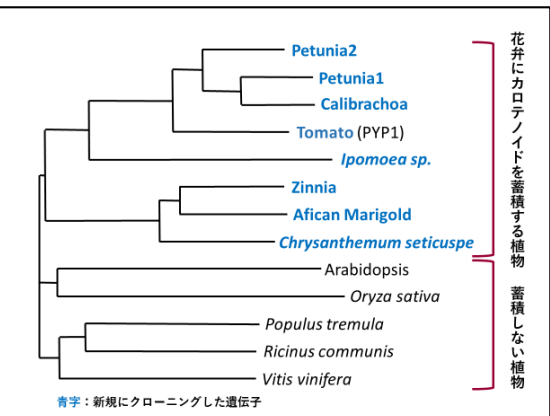 Petunia2
Petunia1
Calibrachoa
Tomato (PYP1)
Ipomoea sp.
Zinnia
Afican Marigold
Chrysanthemum seticuspe
Arabidopsis
Oryza sativa
Populus tremula
Ricinus communis
Vitis vinifera
花弁にカロテノイドを蓄積する植物
蓄積しない植物
青字：新規にクローニングした遺伝子